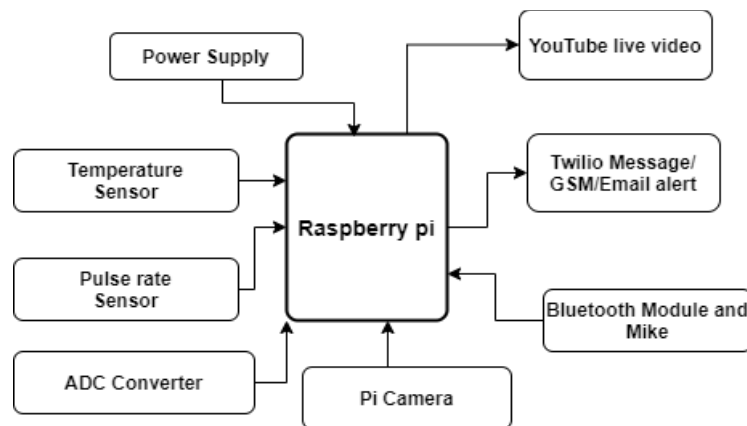 YouTube live video
Power Supply
Temperature
Sensor
Twilio Message/
GSM/Email alert
Raspberry pi
Pulse rate
Sensor
Bluetooth Module and
Mike
ADC Converter
Pi Camera